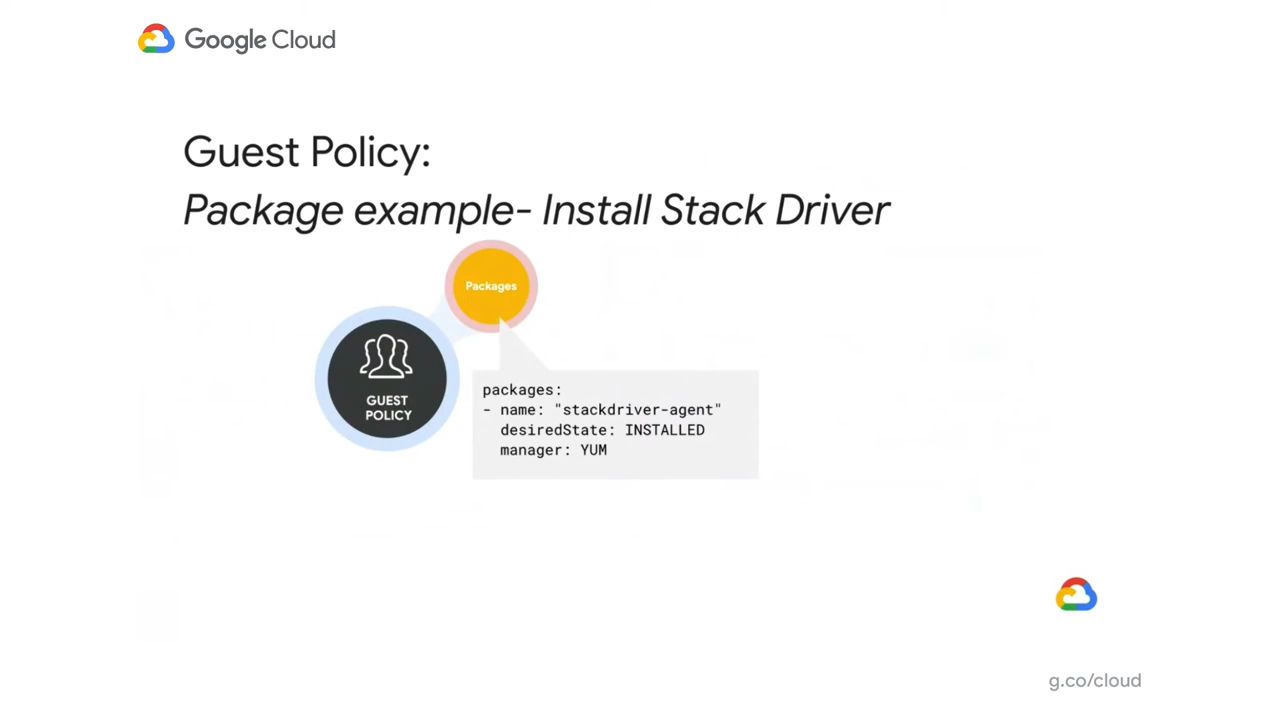 Google Cloud
Guest Policy:
Package example- Install Stack Driver
Packages
GUEST
POLICY
packages:
- name: "stackdriver-agent"
desiredState: INSTALLED
manager: YUM
g.co/cloud